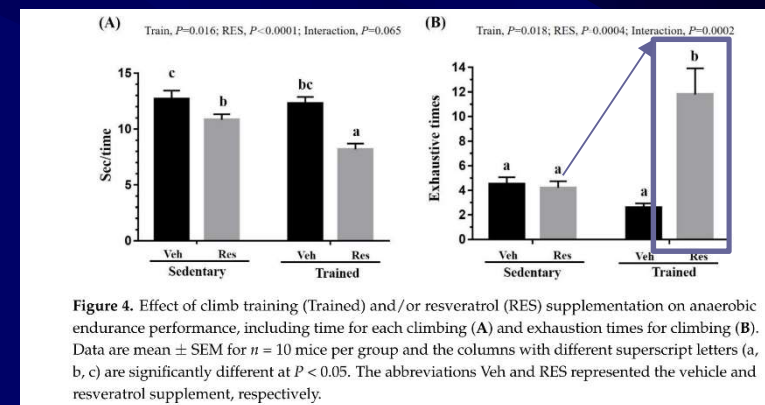 (A)
Train, P=0.016; RES, P<0.0001; Interaction, P=0.065
15
10
5
0
Sec/time
c
b
bc
a
Veh Res Veh Res
Sedentary Trained
(B)
Train, P=0.018; RES, P=0.0004; Interaction, P=0.0002
14
12
10
8
6
4
2
0
Exhaustive times
a
a
a
b
Veh Res Veh Res
Sedentary Trained
Figure 4. Effect of climb training (Trained) and/or resveratrol (RES) supplementation on anaerobic
endurance performance, including time for each climbing (A) and exhaustion times for climbing (B).
Data are mean ± SEM for n = 10 mice per group and the columns with different superscript letters (a,
b, c) are significantly different at P < 0.05. The abbreviations Veh and RES represented the vehicle and
resveratrol supplement, respectively.